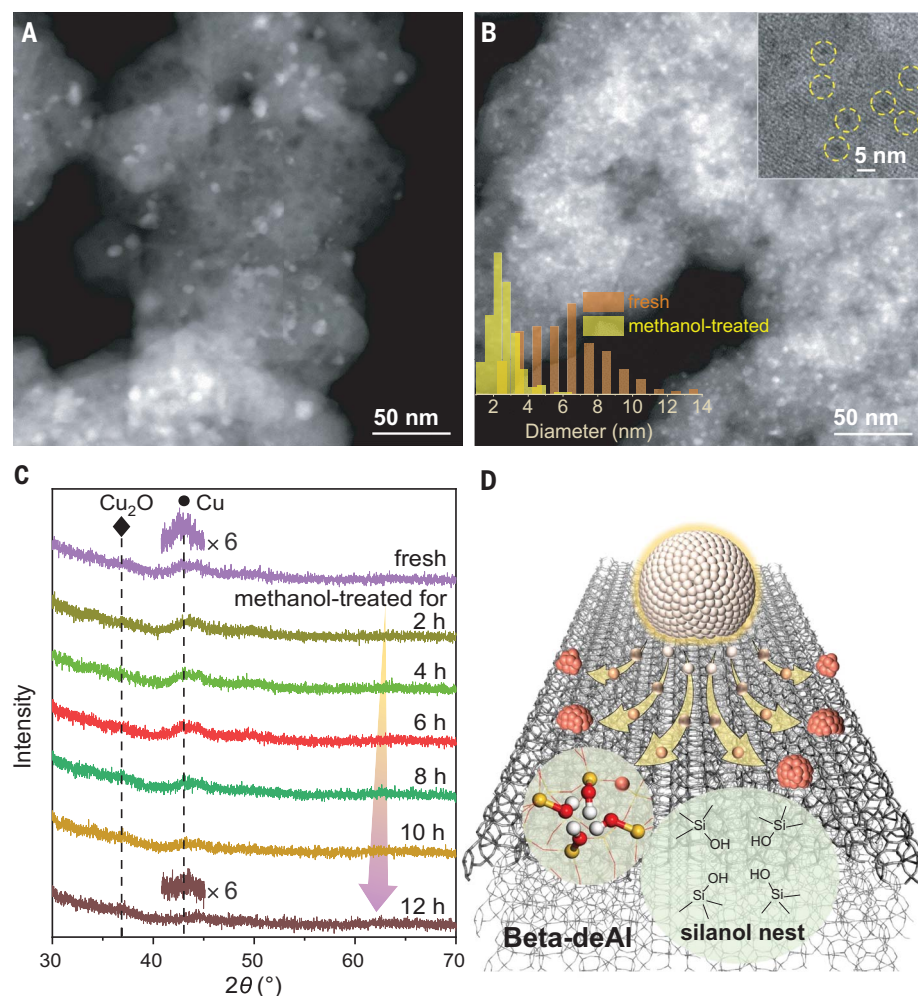 A
50 nm
B
5 nm
fresh
methanol-treated
2 4 6 8 10 12 14
Diameter (nm)
50 nm
C
Cu₂O
Cu
× 6
fresh
methanol-treated for
2 h
4 h
6 h
8 h
10 h
× 6
12 h
Intensity
30 40 50 60 70
2θ (°)
D
Si
OH
Si
HO
OH
Si
HO
Si
Beta-deAl
silanol nest